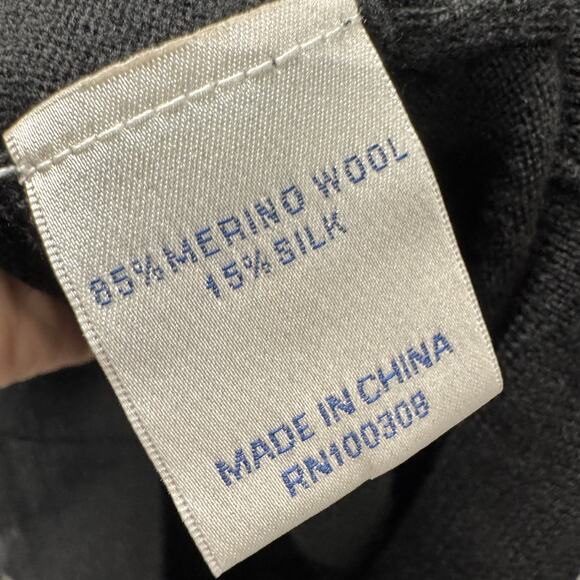 85% MERINO WOOL
15% SILK
MADE IN CHINA
RN100308